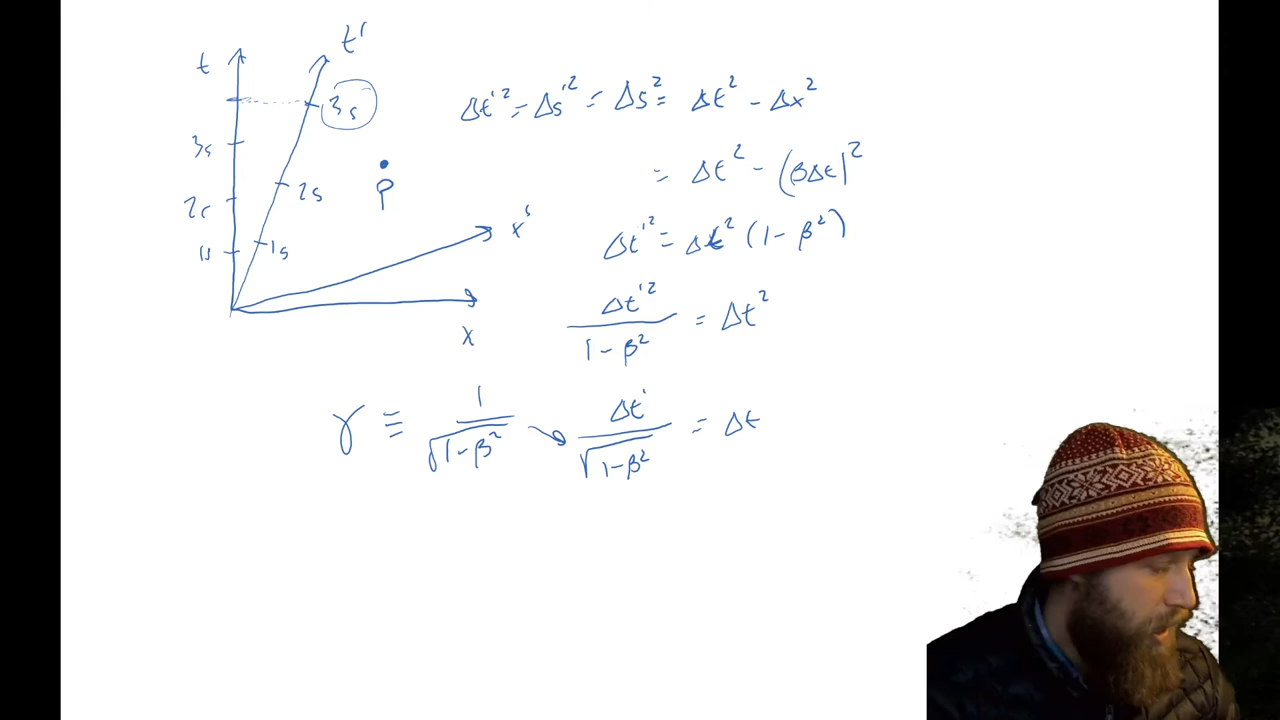 t
t'
3s
3s
2s
2s
1s
1s
P
x'
x
Δt'² = Δs'² = Δs² = Δt² - Δx²
= Δt² - (βΔt)²
Δt'² = Δt² (1 - β²)
Δt'² / 1 - β² = Δt²
γ ≡ 1 / √1 - β² → Δt' / √1 - β² = Δt